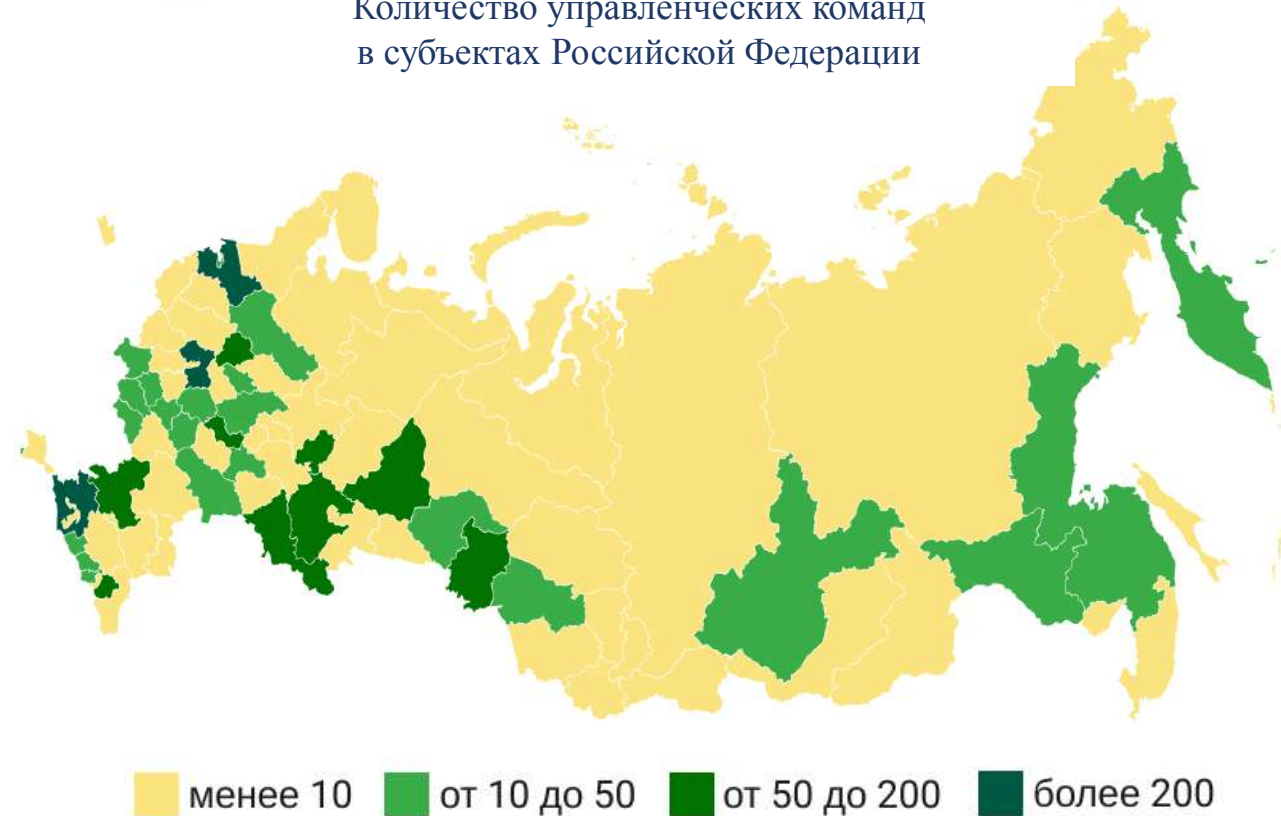 Количество управленческих команд
в субъектах Российской Федерации
менее 10
от 10 до 50
от 50 до 200
более 200